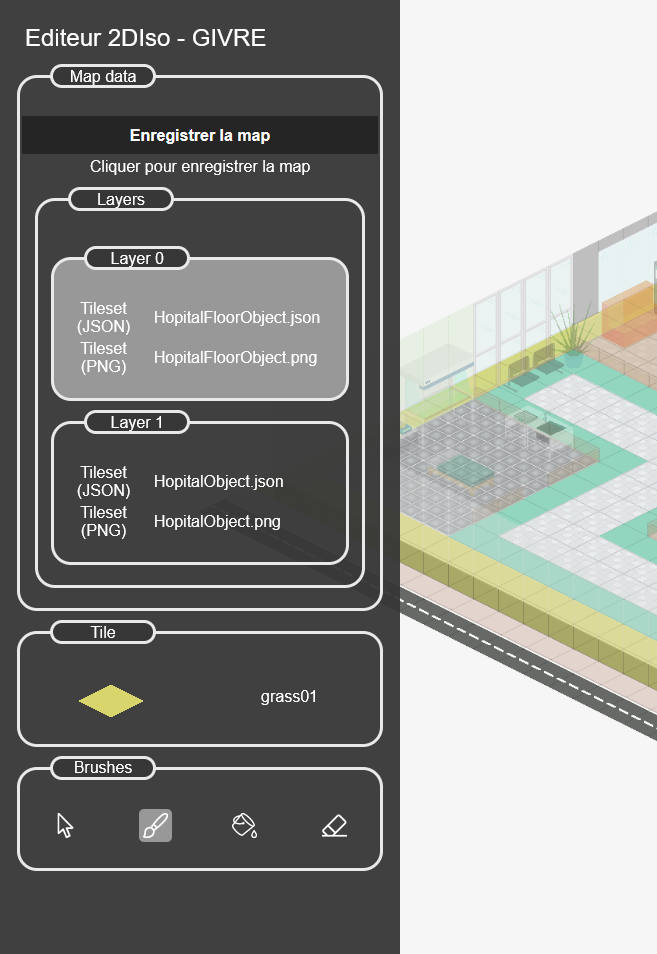 Editeur 2DIso - GIVRE
Map data
Enregistrer la map
Cliquer pour enregistrer la map
Layers
Layer 0
Tileset
(JSON)
HopitalFloorObject.json
Tileset
(PNG)
HopitalFloorObject.png
Layer 1
Tileset
(JSON)
HopitalObject.json
Tileset
(PNG)
HopitalObject.png
Tile
grass01
Brushes